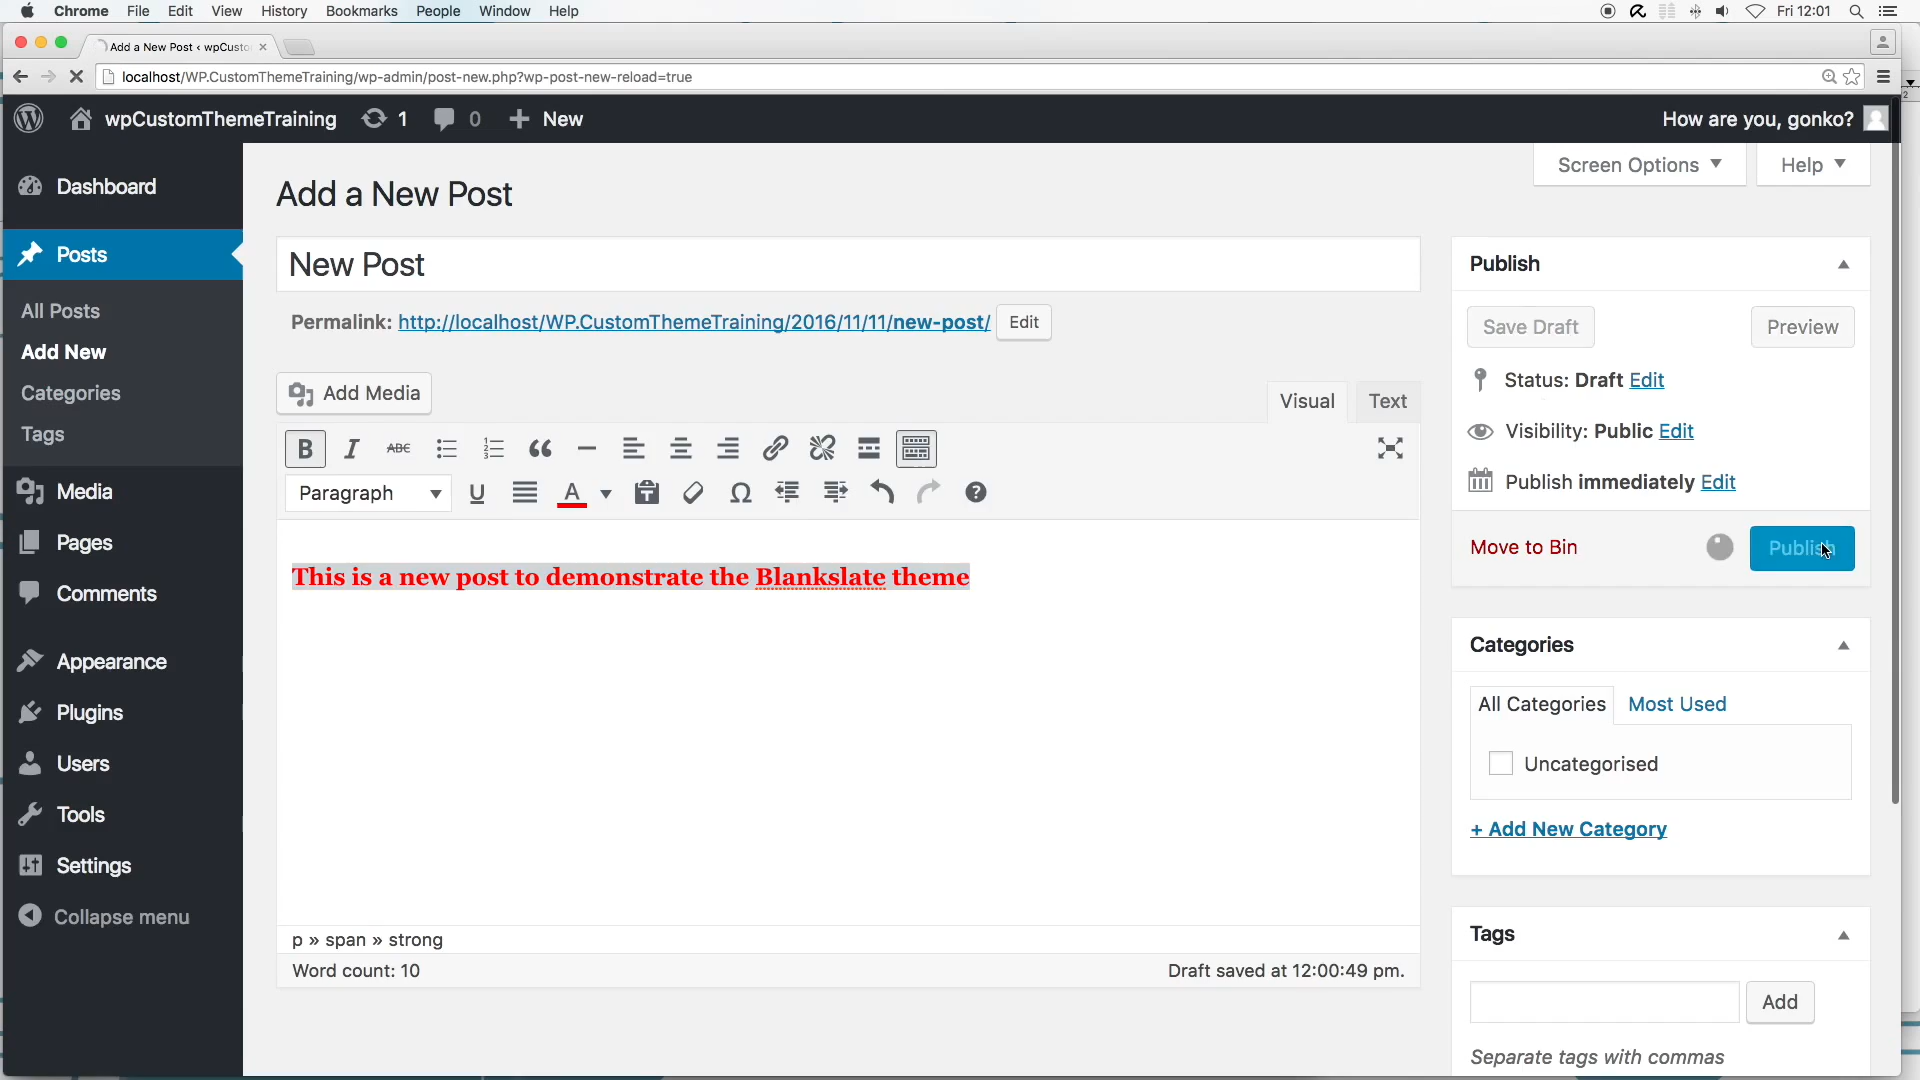 Chrome File Edit View History Bookmarks People Window Help Fri 12:01
Add a New Post ‹ wpCusto
localhost/WP.CustomThemeTraining/wp-admin/post-new.php?wp-post-new-reload=true
wpCustomThemeTraining 1 0 New How are you, gonko?
Screen Options Help
Dashboard
Posts
All Posts
Add New
Categories
Tags
Media
Pages
Comments
Appearance
Plugins
Users
Tools
Settings
Collapse menu
Add a New Post
New Post
Permalink: http://localhost/WP.CustomThemeTraining/2016/11/11/new-post/ Edit
Add Media
Visual Text
B I ABC
Paragraph U A T Ω ?
This is a new post to demonstrate the Blankslate theme
p » span » strong
Word count: 10 Draft saved at 12:00:49 pm.
Publish
Save Draft Preview
Status: Draft Edit
Visibility: Public Edit
Publish immediately Edit
Move to Bin Publish
Categories
All Categories Most Used
Uncategorised
+ Add New Category
Tags
Add
Separate tags with commas